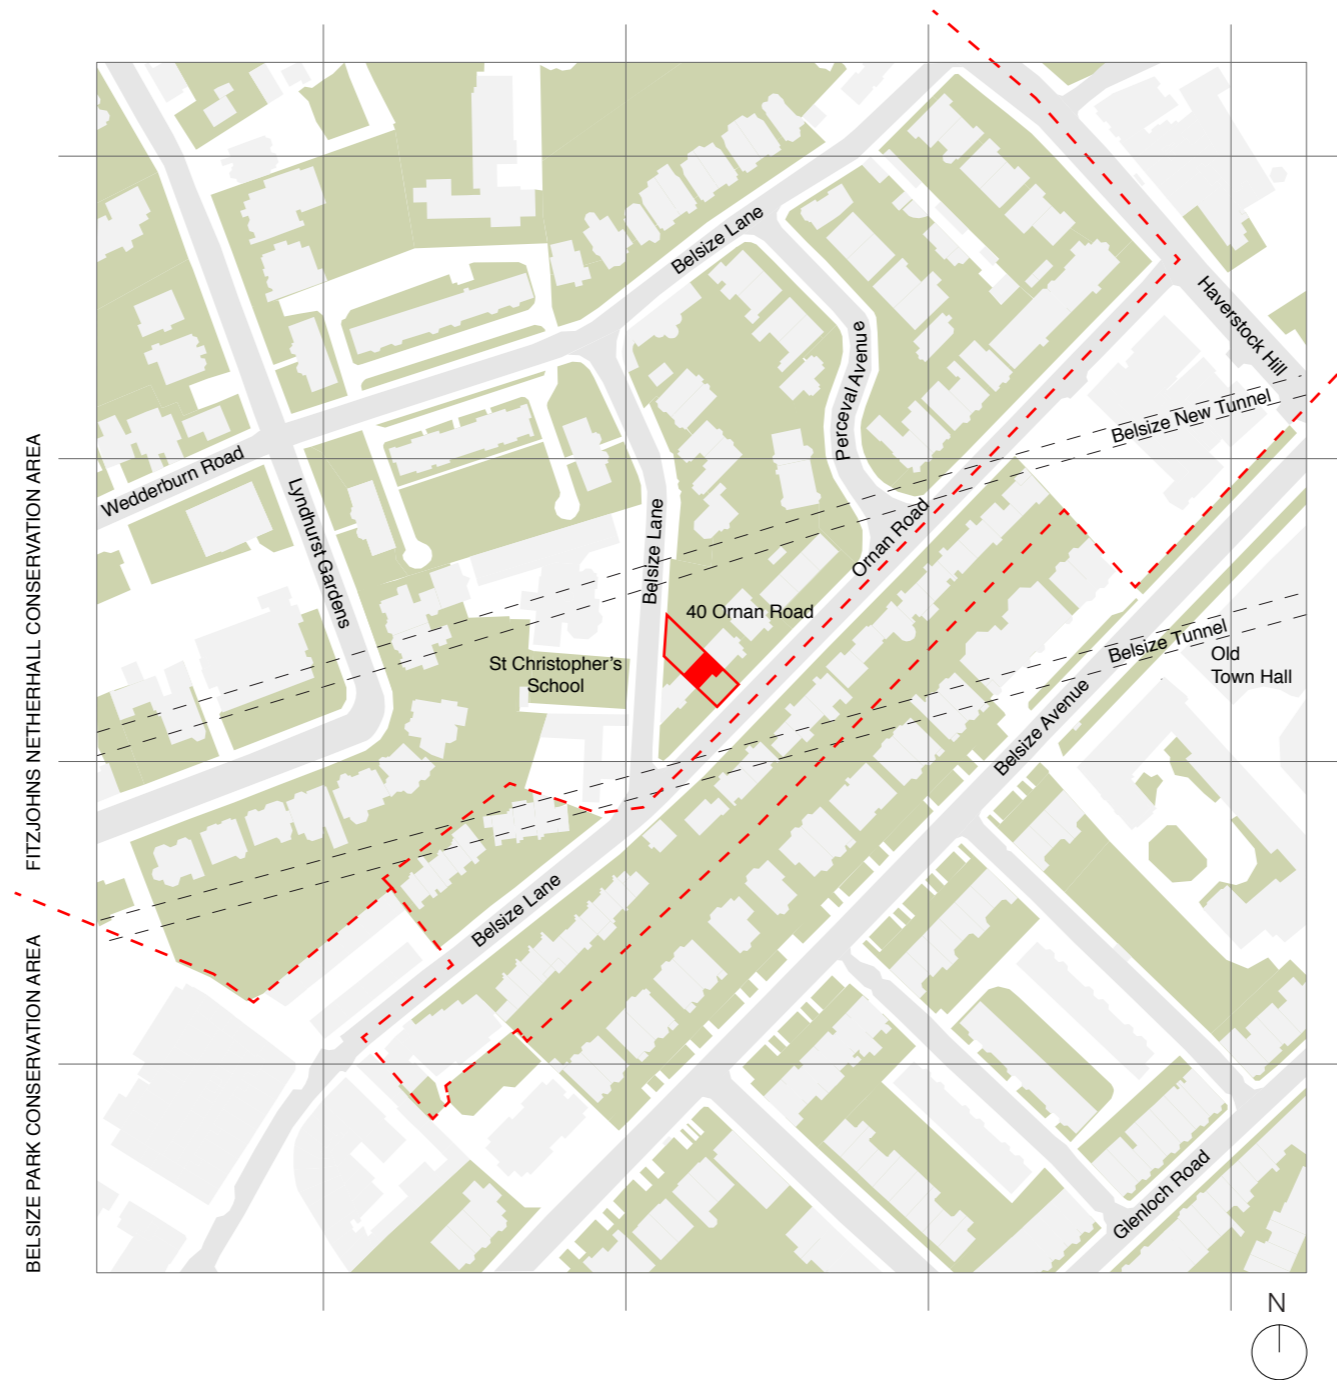 Belsize Lane
Haverstock Hill
Perceval Avenue
Belsize New Tunnel
Wedderburn Road
Lyndhurst Gardens
Belsize Lane
Ornan Road
40 Ornan Road
St Christopher's
School
Belsize Tunnel
Old
Town Hall
Belsize Avenue
Belsize Lane
Glenloch Road
FITZJOHNS NETHERHALL CONSERVATION AREA
BELSIZE PARK CONSERVATION AREA
N